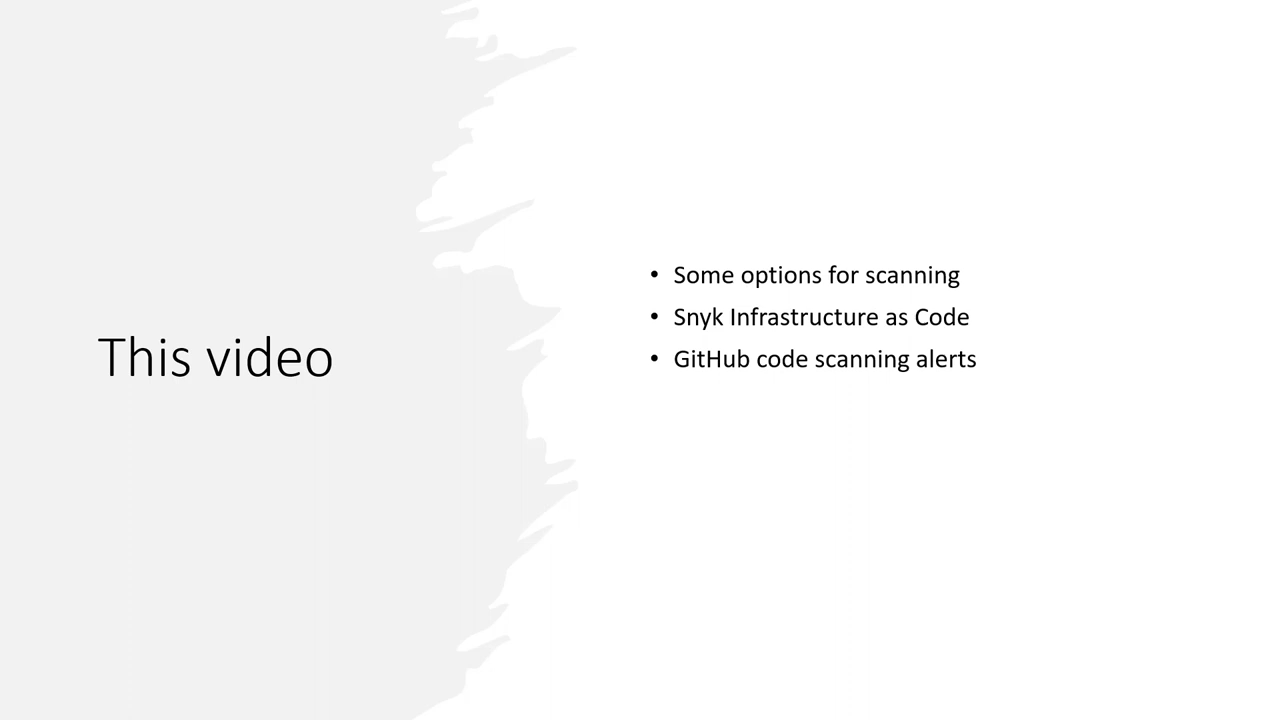 This video
• Some options for scanning
• Snyk Infrastructure as Code
• GitHub code scanning alerts